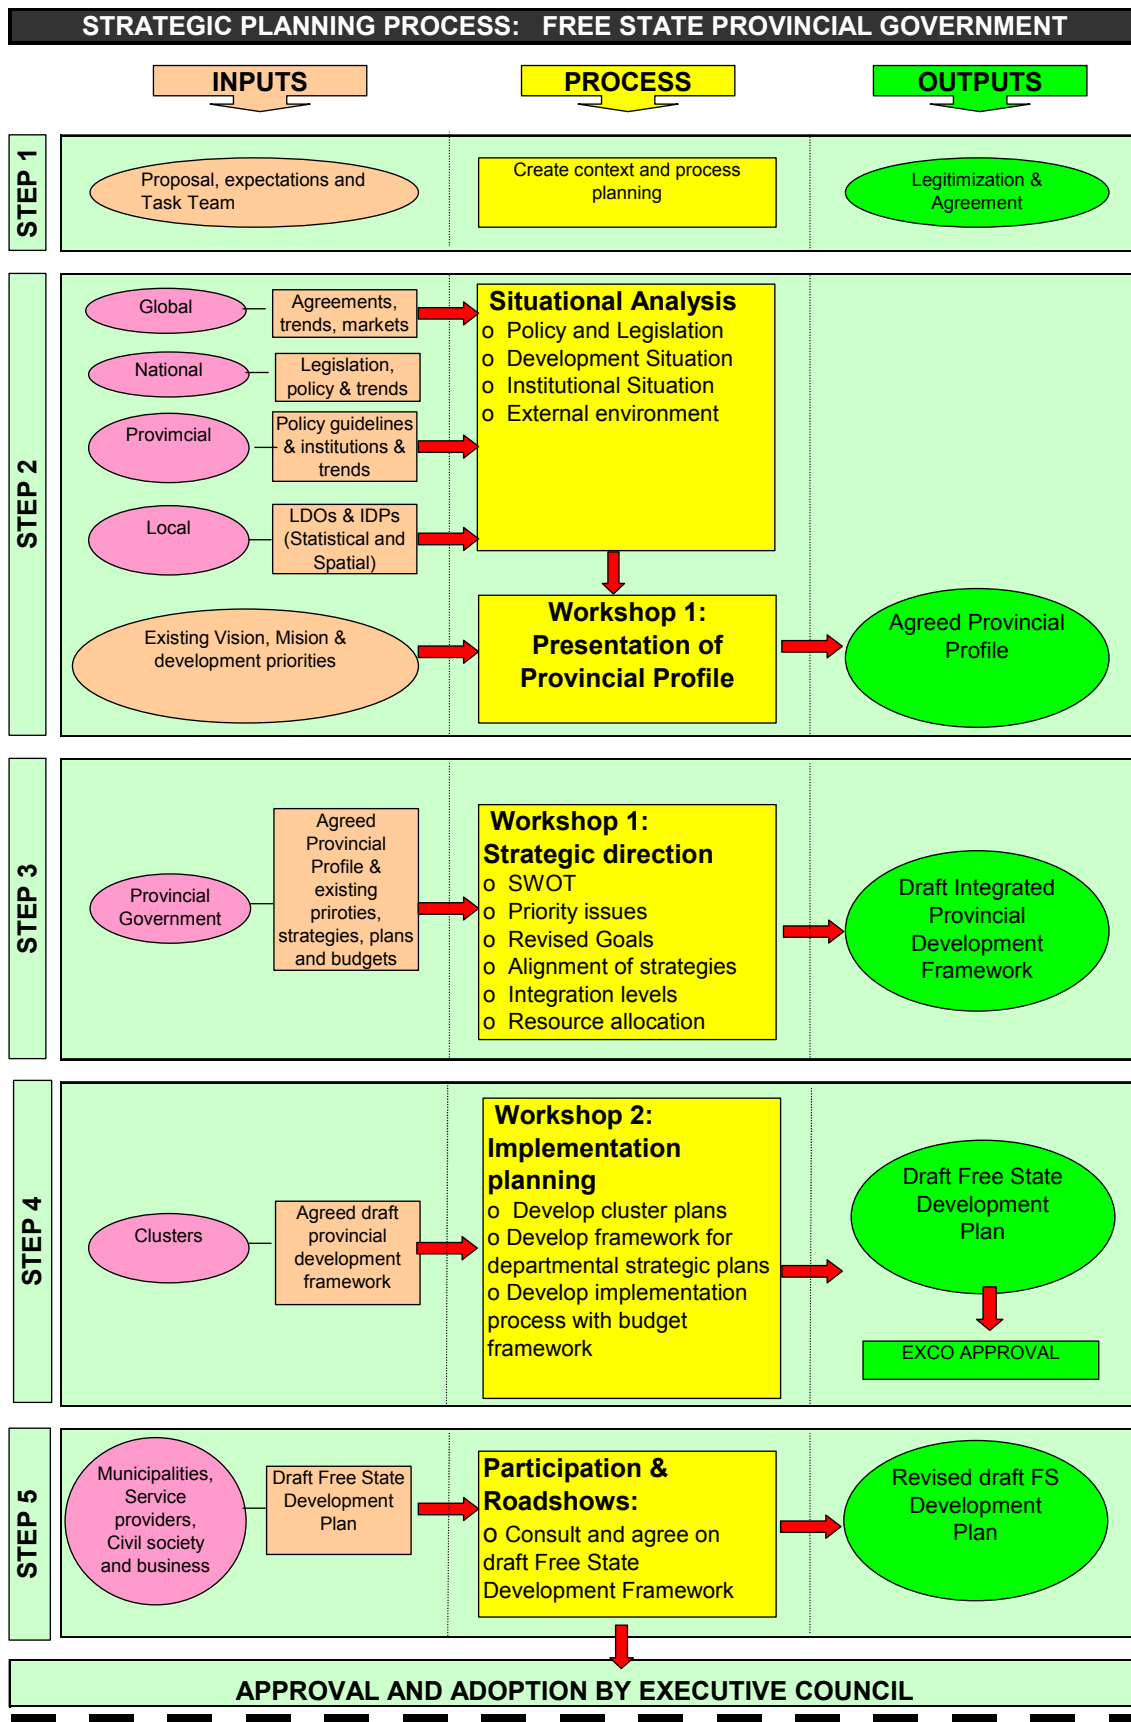 STRATEGIC PLANNING PROCESS: FREE STATE PROVINCIAL GOVERNMENT
INPUTS
PROCESS
OUTPUTS
STEP 1
Proposal, expectations and
Task Team
Create context and process
planning
Legitimization &
Agreement
STEP 2
Global
Agreements,
trends, markets
National
Legislation,
policy & trends
Provimcial
Policy guidelines
& institutions &
trends
Local
LDOs & IDPs
(Statistical and
Spatial)
Existing Vision, Mision &
development priorities
Situational Analysis
o Policy and Legislation
o Development Situation
o Institutional Situation
o External environment
Workshop 1:
Presentation of
Provincial Profile
Agreed Provincial
Profile
STEP 3
Provincial
Government
Agreed
Provincial
Profile &
existing
priroties,
strategies, plans
and budgets
Workshop 1:
Strategic direction
o SWOT
o Priority issues
o Revised Goals
o Alignment of strategies
o Integration levels
o Resource allocation
Draft Integrated
Provincial
Development
Framework
STEP 4
Clusters
Agreed draft
provincial
development
framework
Workshop 2:
Implementation
planning
o Develop cluster plans
o Develop framework for
departmental strategic plans
o Develop implementation
process with budget
framework
Draft Free State
Development
Plan
EXCO APPROVAL
STEP 5
Municipalities,
Service
providers,
Civil society
and business
Draft Free State
Development
Plan
Participation &
Roadshows:
o Consult and agree on
draft Free State
Development Framework
Revised draft FS
Development
Plan
APPROVAL AND ADOPTION BY EXECUTIVE COUNCIL